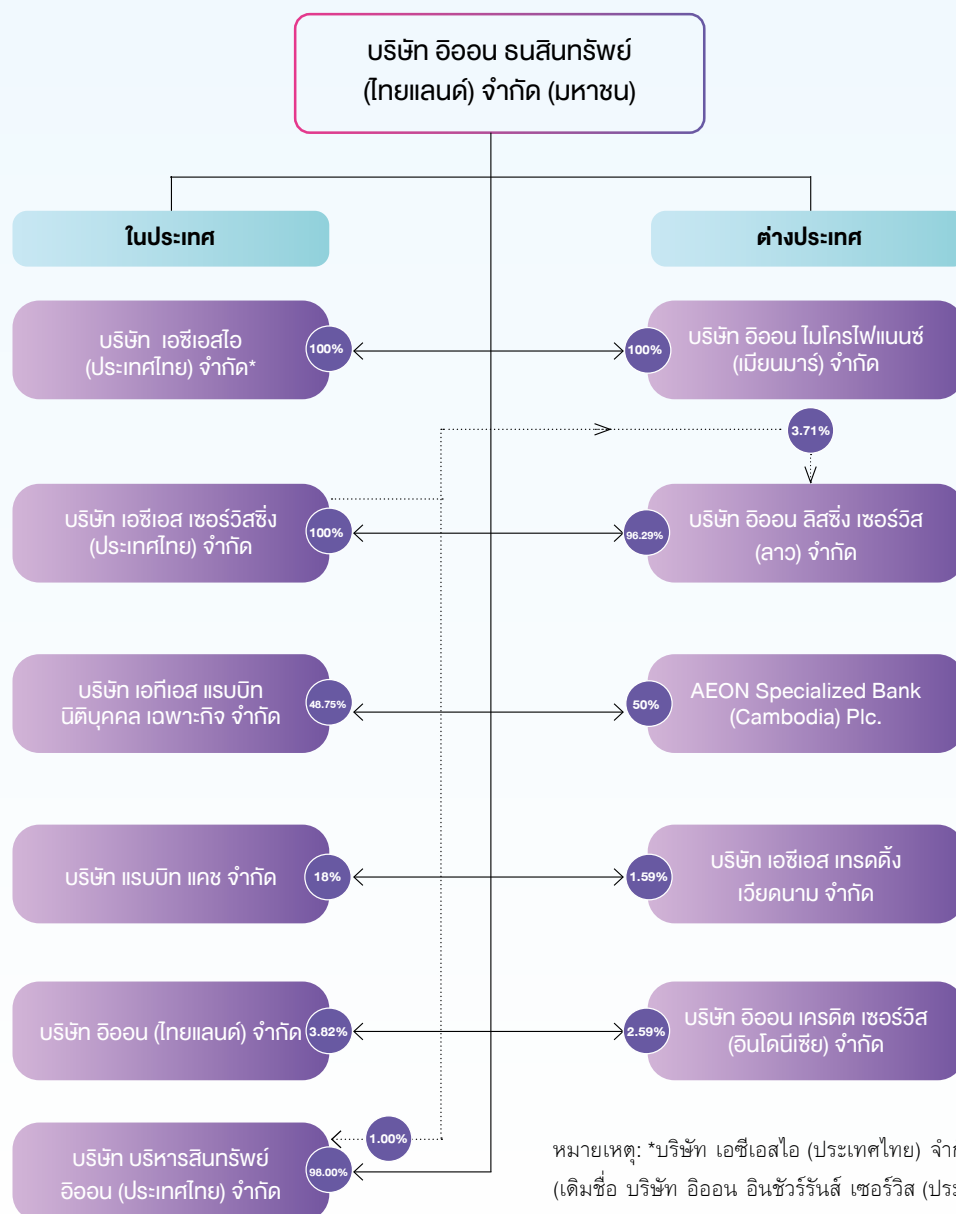 บริษัท อิออน ธนสินทรัพย์
(ไทยแลนด์) จำกัด (มหาชน)
ในประเทศ
ต่างประเทศ
บริษัท เอซีเอสไอ
(ประเทศไทย) จำกัด*
100%
100%
บริษัท อิออน ไมโครไฟแนนซ์
(เมียนมาร์) จำกัด
3.71%
บริษัท เอซีเอส เซอร์วิสซิ่ง
(ประเทศไทย) จำกัด
100%
96.29%
บริษัท อิออน ลิสซิ่ง เซอร์วิส
(ลาว) จำกัด
บริษัท เอทีเอส แรบบิท
นิติบุคคล เฉพาะกิจ จำกัด
48.75%
50%
AEON Specialized Bank
(Cambodia) Plc.
บริษัท แรบบิท แคช จำกัด
18%
1.59%
บริษัท เอซีเอส เทรดดิ้ง
เวียดนาม จำกัด
บริษัท อิออน (ไทยแลนด์) จำกัด
3.82%
2.59%
บริษัท อิออน เครดิต เซอร์วิส
(อินโดนีเซีย) จำกัด
บริษัท บริหารสินทรัพย์
อิออน (ประเทศไทย) จำกัด
1.00%
98.00%
หมายเหตุ: *บริษัท เอซีเอสไอ (ประเทศไทย)
(เดิมชื่อ บริษัท อิออน อินชัวร์รันส์ เซอร์วิส